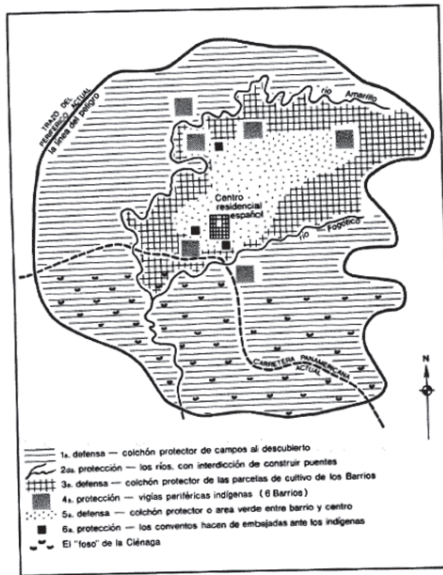 TRAZO DEL
PERIFERICO ACTUAL
la línea del peligro
río Amarillo
Centro
residencial
español
río Fogótico
CARRETERA PANAMERICANA
ACTUAL
N
1a. defensa — colchón protector de campos al descubierto
2da. protección — los ríos, con interdicción de construir puentes
3a. defensa — colchón protector de las parcelas de cultivo de los Barrios
4a. protección — vigías periféricas indígenas (6 Barrios)
5a. defensa — colchón protector o area verde entre barrio y centro
6a. protección — los conventos hacen de embajadas ante los indígenas
El "foso" de la Ciénaga